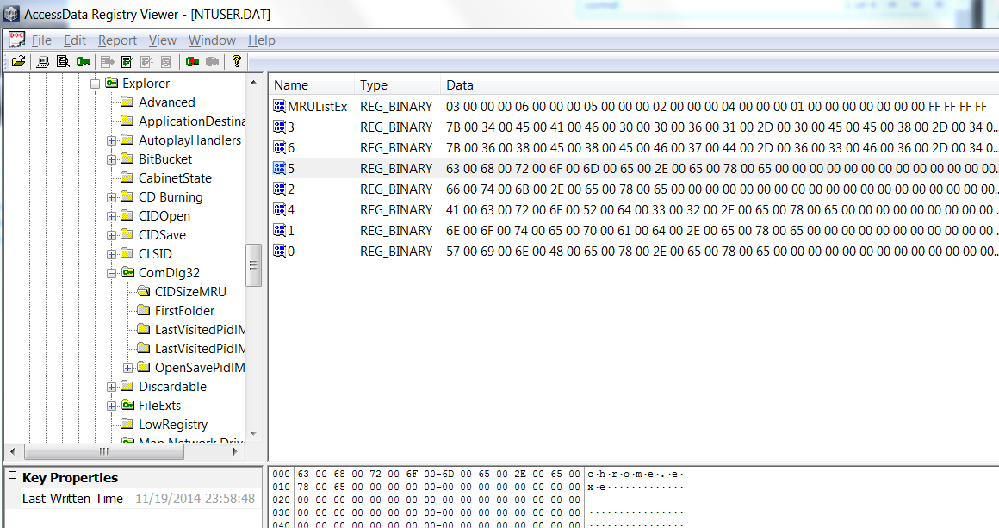 AccessData Registry Viewer - [NTUSER.DAT]
File Edit Report View Window Help
Explorer
Advanced
ApplicationDestina
AutoplayHandlers
BitBucket
CabinetState
CD Burning
CIDOpen
CIDSave
CLSID
ComDlg32
CIDSizeMRU
FirstFolder
LastVisitedPidlM
LastVisitedPidlM
OpenSavePidlM
Discardable
FileExts
LowRegistry
Map Network Driv
Name Type Data
MRUListEx REG_BINARY 03 00 00 00 06 00 00 00 05 00 00 00 02 00 00 00 04 00 00 00 01 00 00 00 00 00 00 00 FF FF FF FF
3 REG_BINARY 7B 00 34 00 45 00 41 00 46 00 30 00 30 00 36 00 31 00 2D 00 30 00 45 00 45 00 38 00 2D 00 34 0...
6 REG_BINARY 7B 00 36 00 38 00 45 00 38 00 45 00 46 00 37 00 44 00 2D 00 36 00 33 00 46 00 36 00 2D 00 34 0...
5 REG_BINARY 63 00 68 00 72 00 6F 00 6D 00 65 00 2E 00 65 00 78 00 65 00 00 00 00 00 00 00 00 00 00 00 00 00...
2 REG_BINARY 66 00 74 00 6B 00 2E 00 65 00 78 00 65 00 00 00 00 00 00 00 00 00 00 00 00 00 00 00 00 00 00 00...
4 REG_BINARY 41 00 63 00 72 00 6F 00 52 00 64 00 33 00 32 00 2E 00 65 00 78 00 65 00 00 00 00 00 00 00 00 00 ...
1 REG_BINARY 6E 00 6F 00 74 00 65 00 70 00 61 00 64 00 2E 00 65 00 78 00 65 00 00 00 00 00 00 00 00 00 00 00 ...
0 REG_BINARY 57 00 69 00 6E 00 48 00 65 00 78 00 2E 00 65 00 78 00 65 00 00 00 00 00 00 00 00 00 00 00 00 00...
Key Properties
Last Written Time 11/19/2014 23:58:48
000 63 00 68 00 72 00 6F 00-6D 00 65 00 2E 00 65 00 c·h·r·o·m·e·.·e·
010 78 00 65 00 00 00 00 00-00 00 00 00 00 00 00 00 x·e·············
020 00 00 00 00 00 00 00 00-00 00 00 00 00 00 00 00 ················
030 00 00 00 00 00 00 00 00-00 00 00 00 00 00 00 00 ················
040 00 00 00 00 00 00 00 00-00 00 00 00 00 00 00 00 ················